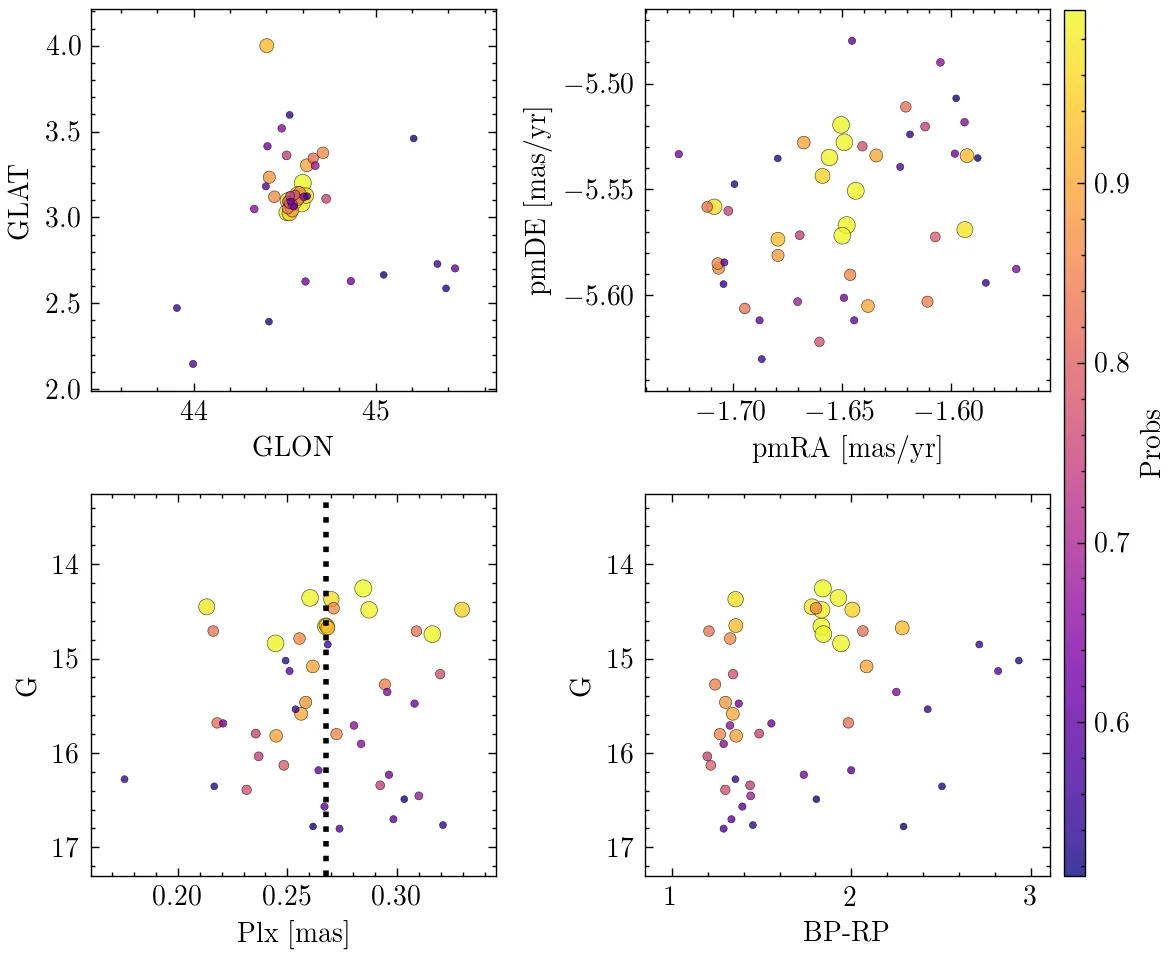 4.0
3.5
3.0
2.5
2.0
GLAT
44 45
GLON
−5.50
−5.55
−5.60
pmDE [mas/yr]
−1.70 −1.65 −1.60
pmRA [mas/yr]
14
15
16
17
G
0.20 0.25 0.30
Plx [mas]
14
15
16
17
G
1 2 3
BP-RP
0.9
0.8
0.7
0.6
Probs